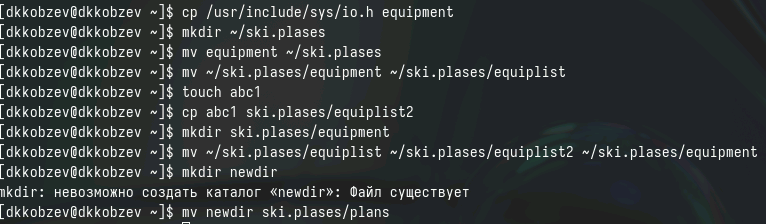 [dkkobzev@dkkobzev ~]$ cp /usr/include/sys/io.h equipment
[dkkobzev@dkkobzev ~]$ mkdir ~/ski.plases
[dkkobzev@dkkobzev ~]$ mv equipment ~/ski.plases
[dkkobzev@dkkobzev ~]$ mv ~/ski.plases/equipment ~/ski.plases/equiplist
[dkkobzev@dkkobzev ~]$ touch abc1
[dkkobzev@dkkobzev ~]$ cp abc1 ski.plases/equiplist2
[dkkobzev@dkkobzev ~]$ mkdir ski.plases/equipment
[dkkobzev@dkkobzev ~]$ mv ~/ski.plases/equiplist ~/ski.plases/equiplist2 ~/ski.plases/equipment
[dkkobzev@dkkobzev ~]$ mkdir newdir
mkdir: невозможно создать каталог «newdir»: Файл существует
[dkkobzev@dkkobzev ~]$ mv newdir ski.plases/plans